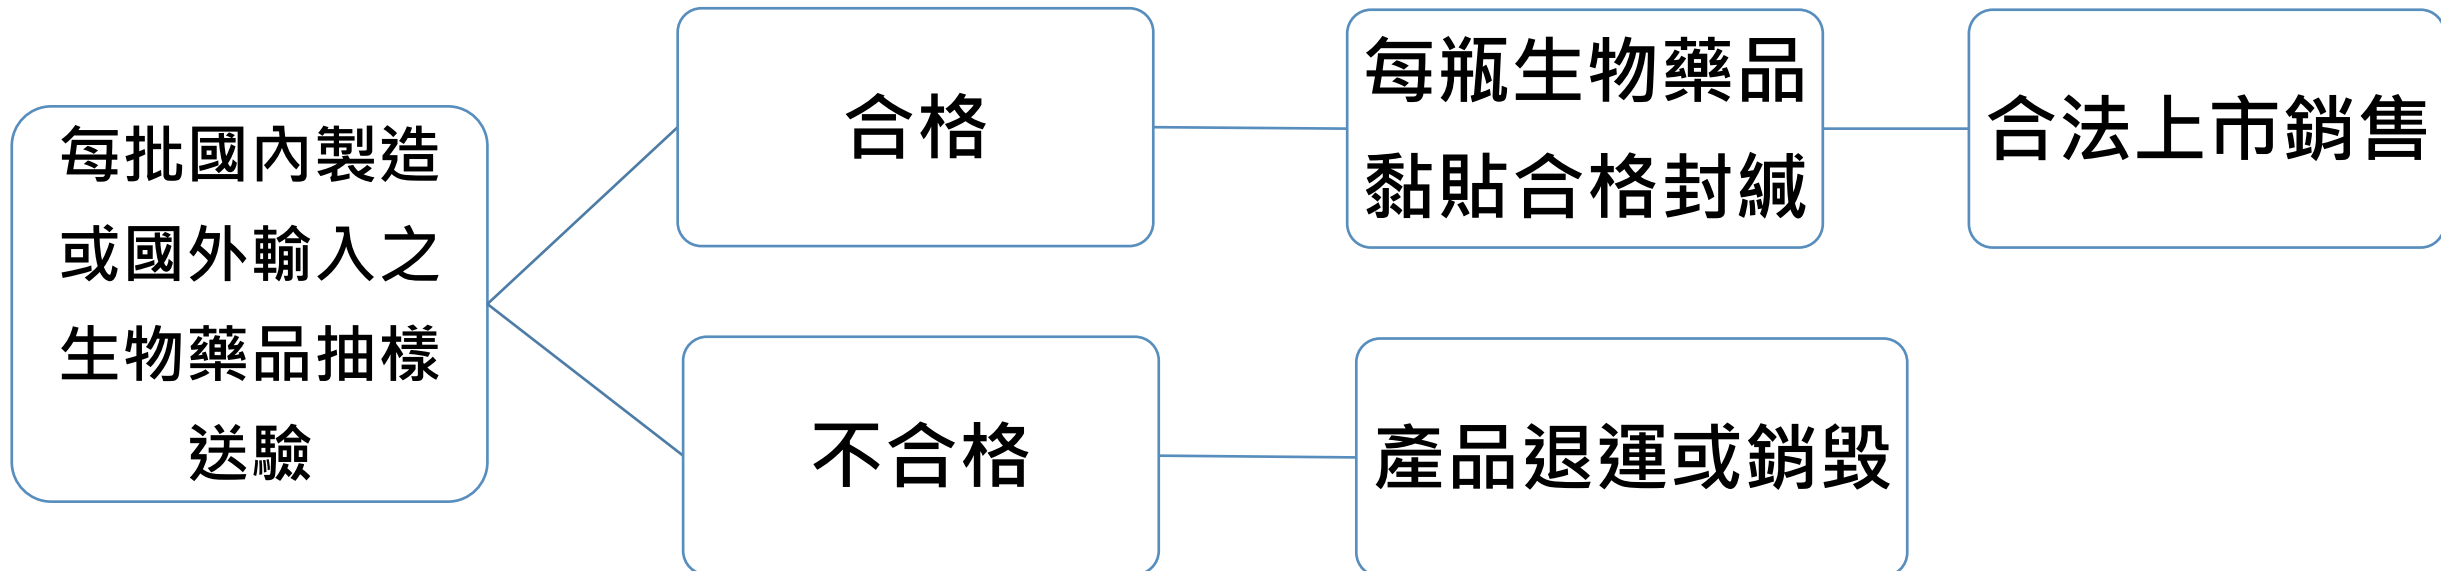 每批國內製造
或國外輸入之
生物藥品抽樣
送驗
合格
每瓶生物藥品
黏貼合格封緘
合法上市銷售
不合格
產品退運或銷毀